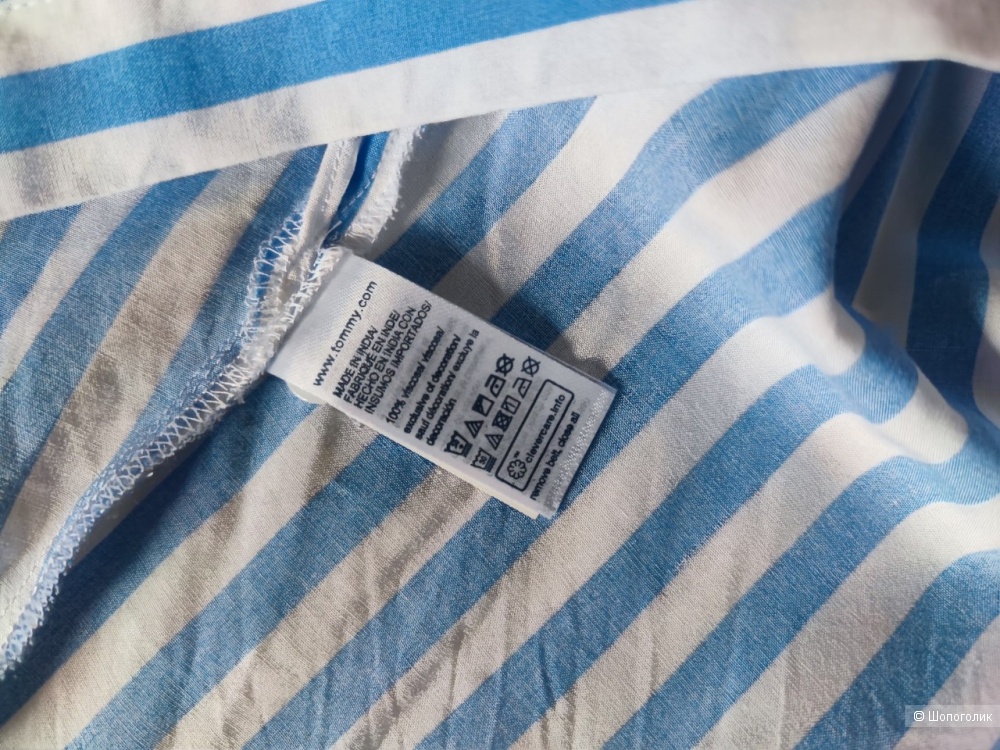 www.tommy.com
MADE IN INDIA/
FABRIQUÉ EN INDE/
HECHO EN INDIA CON
INSUMOS IMPORTADOS/
100% viscose/ viscose/
exclusive of decoration/
sauf décoration/ excluye la
decoración
clevercare.info
remove belt, close all
© Шопоголик